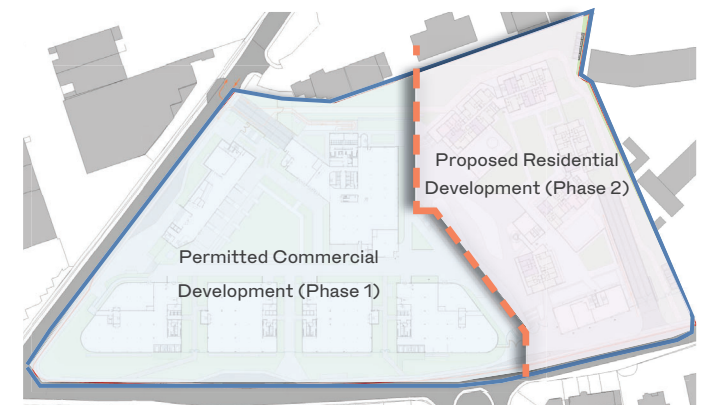 Proposed Residential
Development (Phase 2)
Permitted Commercial
Development (Phase 1)